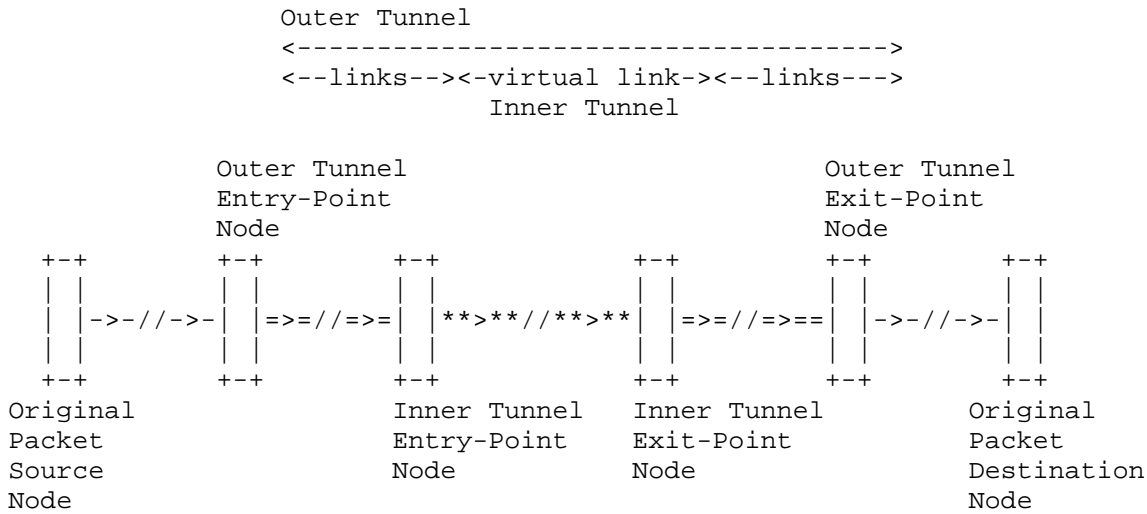 Outer Tunnel
<------------------------------------->
<--links--><-virtual link-><--links--->
Inner Tunnel
Outer Tunnel Outer Tunnel
Entry-Point Exit-Point
Node Node
+-+ +-+ +-+ +-+ +-+ +-+
| | | | | | | | | | | |
| |->-//->-| |=>=//=>=| |**>**//**>**| |=>=//=>==| |->-//->-| |
| | | | | | | | | | | |
+-+ +-+ +-+ +-+ +-+ +-+
Original Inner Tunnel Inner Tunnel Original
Packet Entry-Point Exit-Point Packet
Source Node Node Destination
Node Node